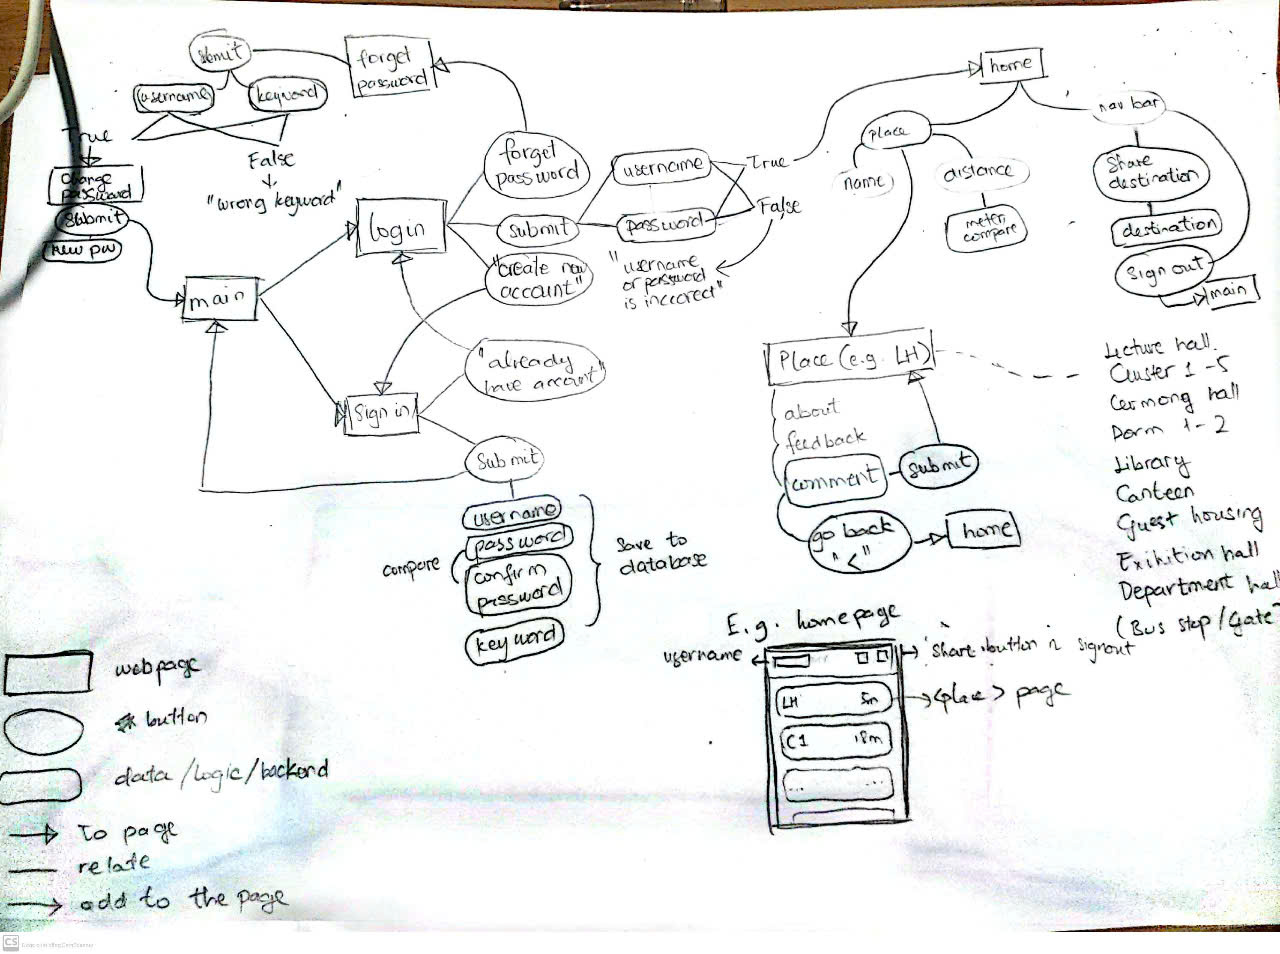 submit
forget
password
username
keyword
True
False
"wrong keyword"
change
password
submit
new pw
main
login
forget
password
submit
"create new
account"
username
password
True
False
"username
or password
is incorrect"
"already
have account"
Sign in
Submit
username
password
confirm
password
keyword
compare
save to
database
home
place
name
distance
meter
compare
nav bar
Share
destination
destination
Sign out
main
Place (e.g. LH)
about
feedback
comment
submit
go back
"<"
home
Lecture hall
Cluster 1-5
Cermong hall
Dorm 1-2
Library
Canteen
Guest housing
Exihition hall
Department hall
(Bus stop/Gate
E.g. homepage
username
share button
signout
LH 5m
<place> page
C1 18m
... ...
webpage
button
data/logic/backend
To page
relate
add to the page
CS